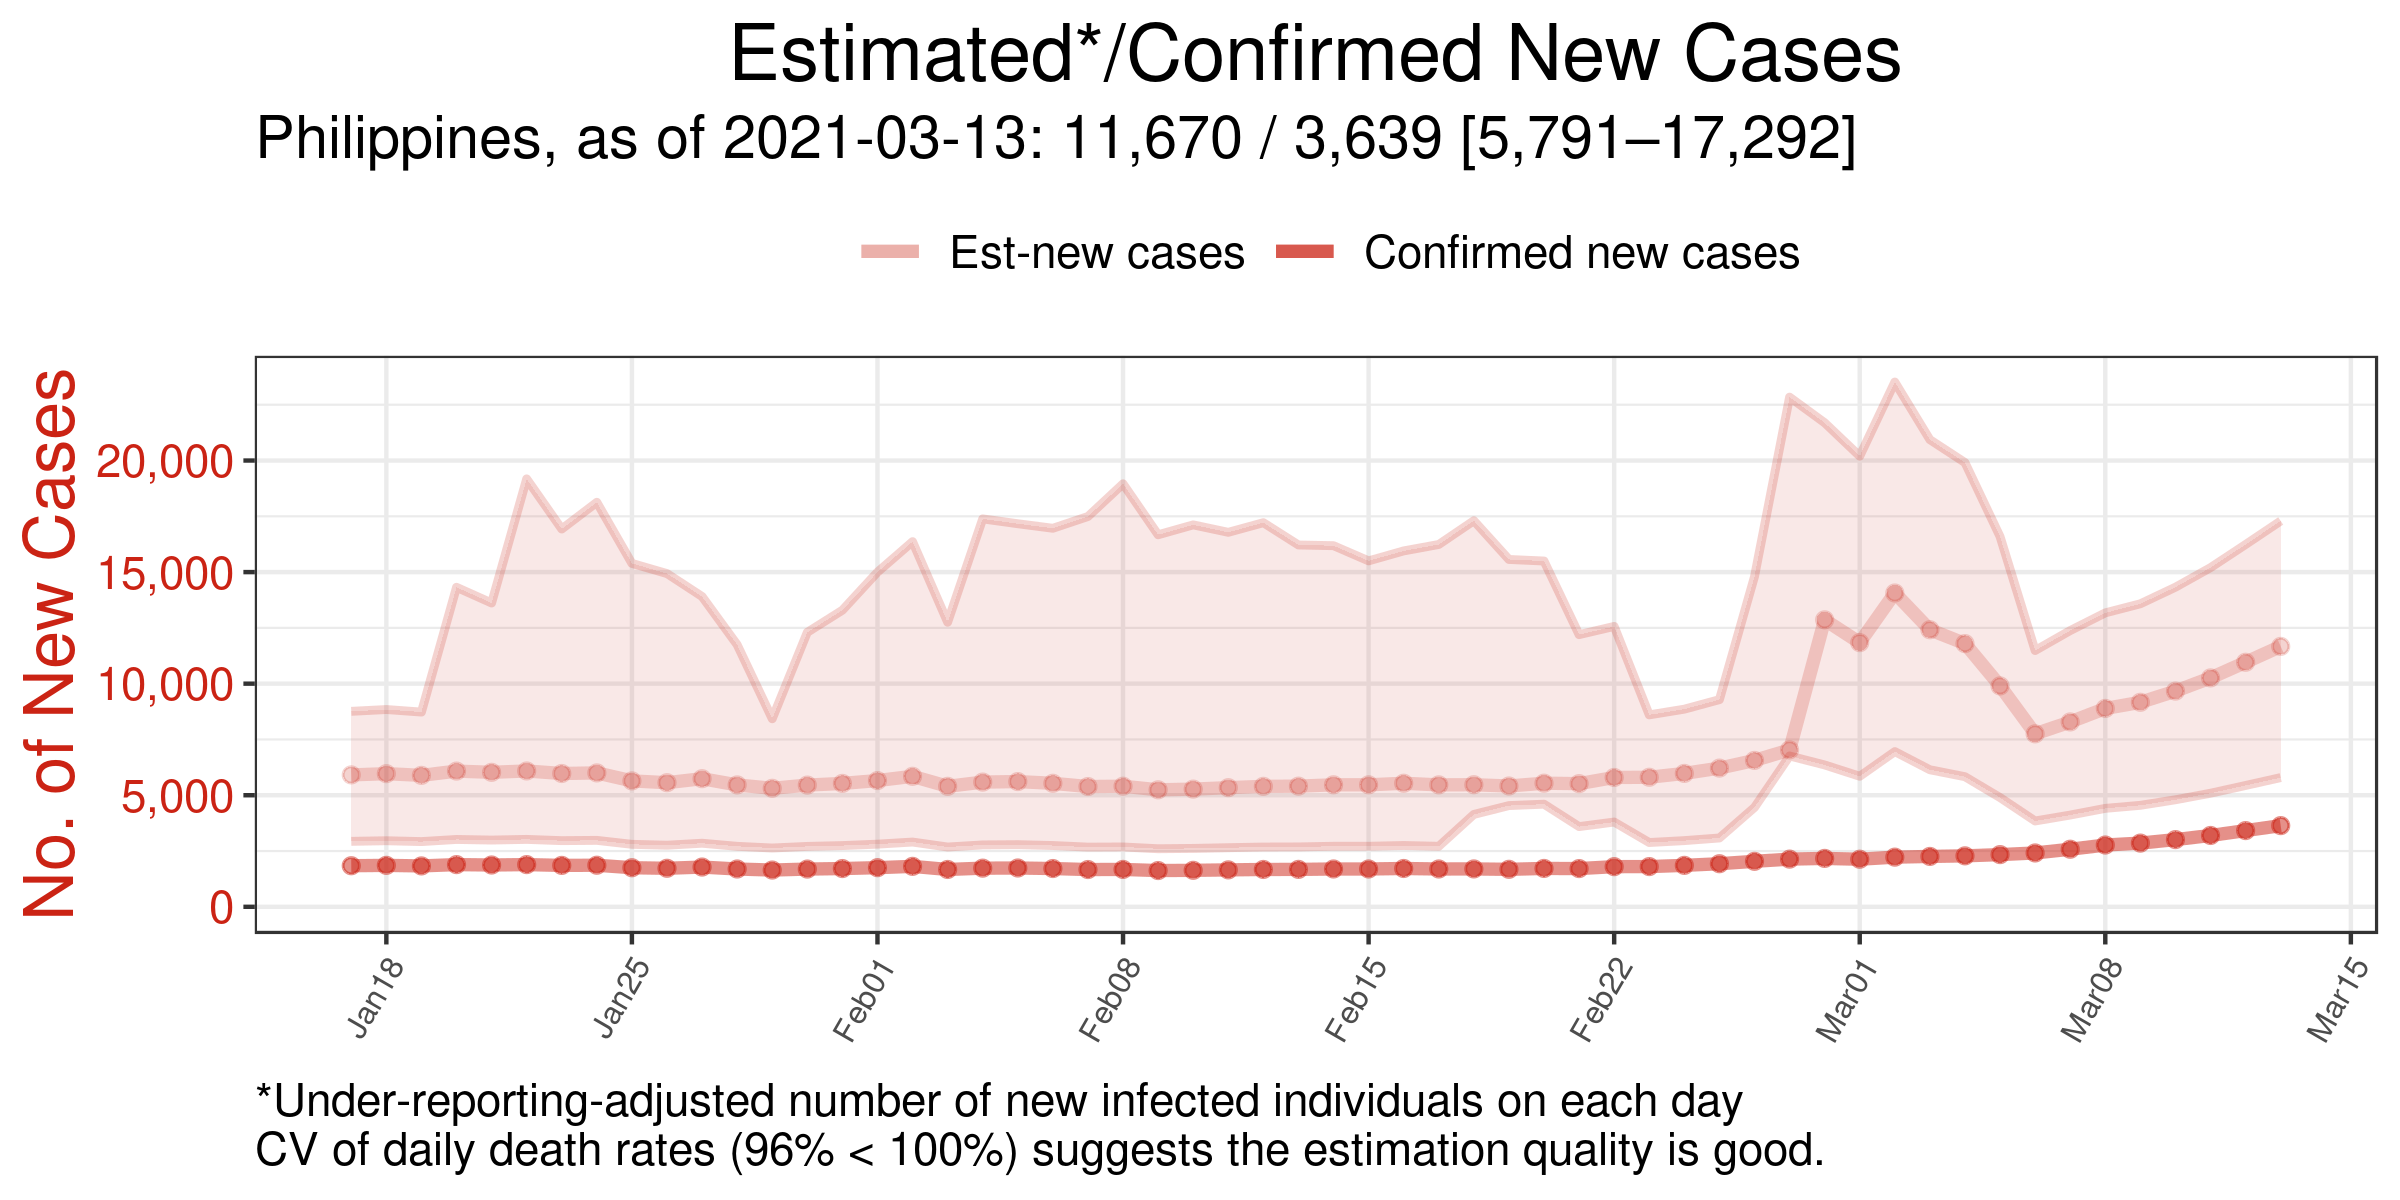 Estimated*/Confirmed New Cases
Philippines, as of 2021-03-13: 11,670 / 3,639 [5,791–17,292]
Est-new cases Confirmed new cases
No. of New Cases
20,000
15,000
10,000
5,000
0
Jan18 Jan25 Feb01 Feb08 Feb15 Feb22 Mar01 Mar08 Mar15
*Under-reporting-adjusted number of new infected individuals on each day
CV of daily death rates (96% < 100%) suggests the estimation quality is good.